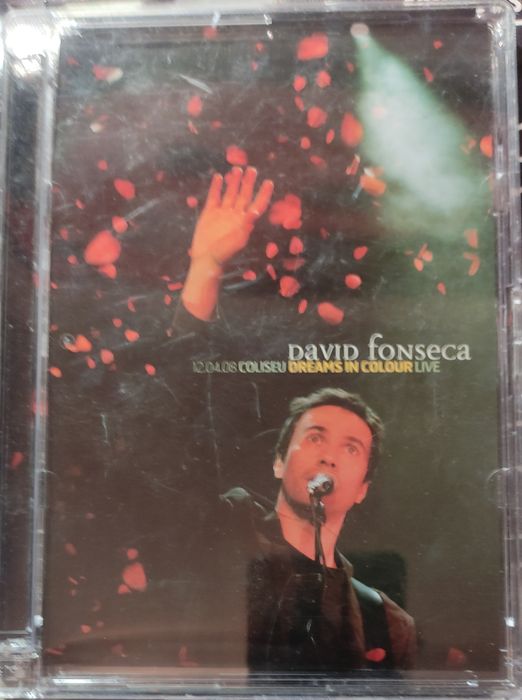 DAVID FONSECA
12.04.08 COLISEU DREAMS IN COLOUR LIVE